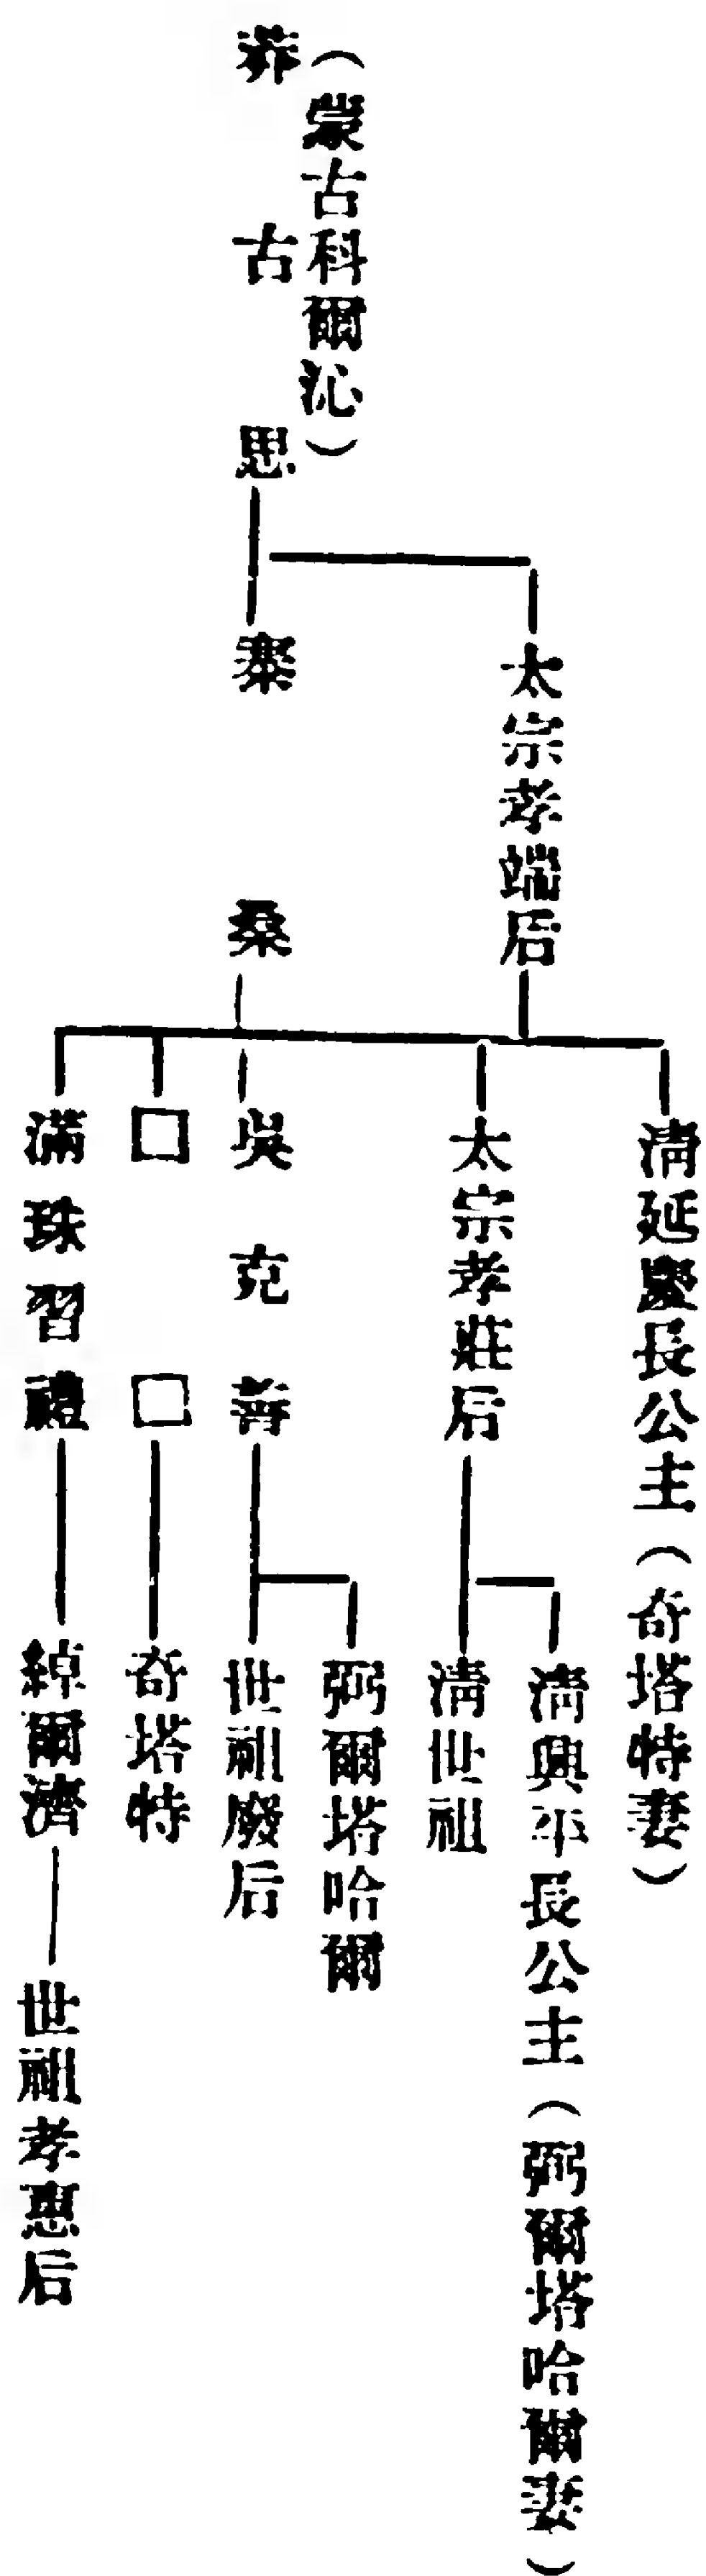 （蒙古科爾沁）
莽古思
太宗孝端后
寨桑
清延慶長公主（奇塔特妻）
太宗孝莊后
吳克善
□□
滿珠習禮
清興平長公主（弼爾塔哈爾妻）
清世祖
弼爾塔哈爾
世祖廢后
奇塔特
綽爾濟
世祖孝惠后